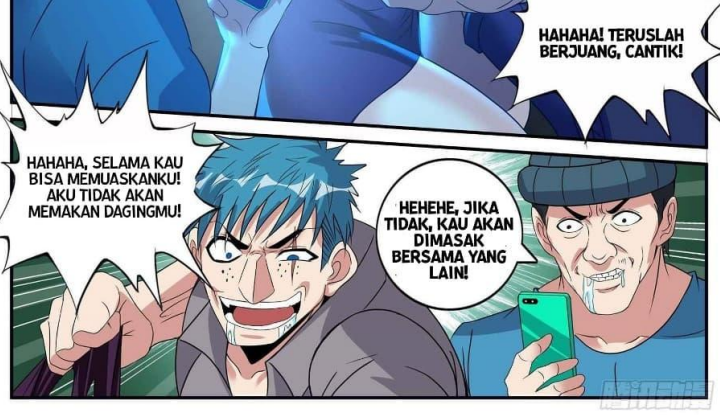 HAHAHA! TERUSLAH
BERJUANG, CANTIK!
HAHAHA, SELAMA KAU
BISA MEMUASKANKU!
AKU TIDAK AKAN
MEMAKAN DAGINGMU!
HEHEHE, JIKA
TIDAK, KAU AKAN
DIMASAK
BERSAMA YANG
LAIN!